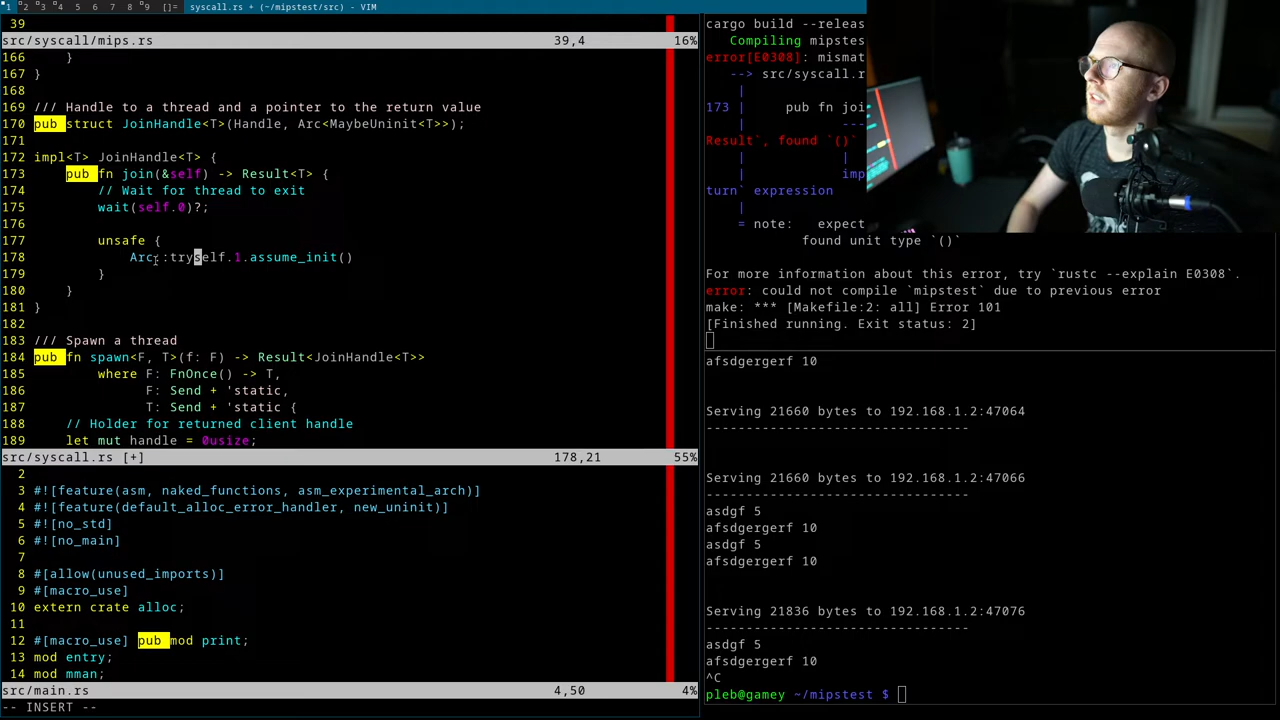 1 2 3 4 5 6 7 8 9 []= syscall.rs + (~/mipstest/src) - VIM
39
src/syscall/mips.rs 39,4 16%
166 }
167 }
168
169 /// Handle to a thread and a pointer to the return value
170 pub struct JoinHandle<T>(Handle, Arc<MaybeUninit<T>>);
171
172 impl<T> JoinHandle<T> {
173 pub fn join(&self) -> Result<T> {
174 // Wait for thread to exit
175 wait(self.0)?;
176
177 unsafe {
178 Arc::tryself.1.assume_init()
179 }
180 }
181 }
182
183 /// Spawn a thread
184 pub fn spawn<F, T>(f: F) -> Result<JoinHandle<T>>
185 where F: FnOnce() -> T,
186 F: Send + 'static,
187 T: Send + 'static {
188 // Holder for returned client handle
189 let mut handle = 0usize;
src/syscall.rs [+] 178,21 55%
2
3 #![feature(asm, naked_functions, asm_experimental_arch)]
4 #![feature(default_alloc_error_handler, new_uninit)]
5 #![no_std]
6 #![no_main]
7
8 #[allow(unused_imports)]
9 #[macro_use]
10 extern crate alloc;
11
12 #[macro_use] pub mod print;
13 mod entry;
14 mod mman;
src/main.rs 4,50 4%
-- INSERT --
cargo build --releas
Compiling mipstes
error[E0308]: mismat
--> src/syscall.r
|
173 | pub fn joi
| ---
Result`, found `()`
| |
| imp
turn` expression
|
= note: expect
found unit type `()`
For more information about this error, try `rustc --explain E0308`.
error: could not compile `mipstest` due to previous error
make: *** [Makefile:2: all] Error 101
[Finished running. Exit status: 2]
afsdgergerf 10
Serving 21660 bytes to 192.168.1.2:47064
---------------------------------
Serving 21660 bytes to 192.168.1.2:47066
---------------------------------
asdgf 5
afsdgergerf 10
asdgf 5
afsdgergerf 10
Serving 21836 bytes to 192.168.1.2:47076
---------------------------------
asdgf 5
afsdgergerf 10
^C
pleb@gamey ~/mipstest $